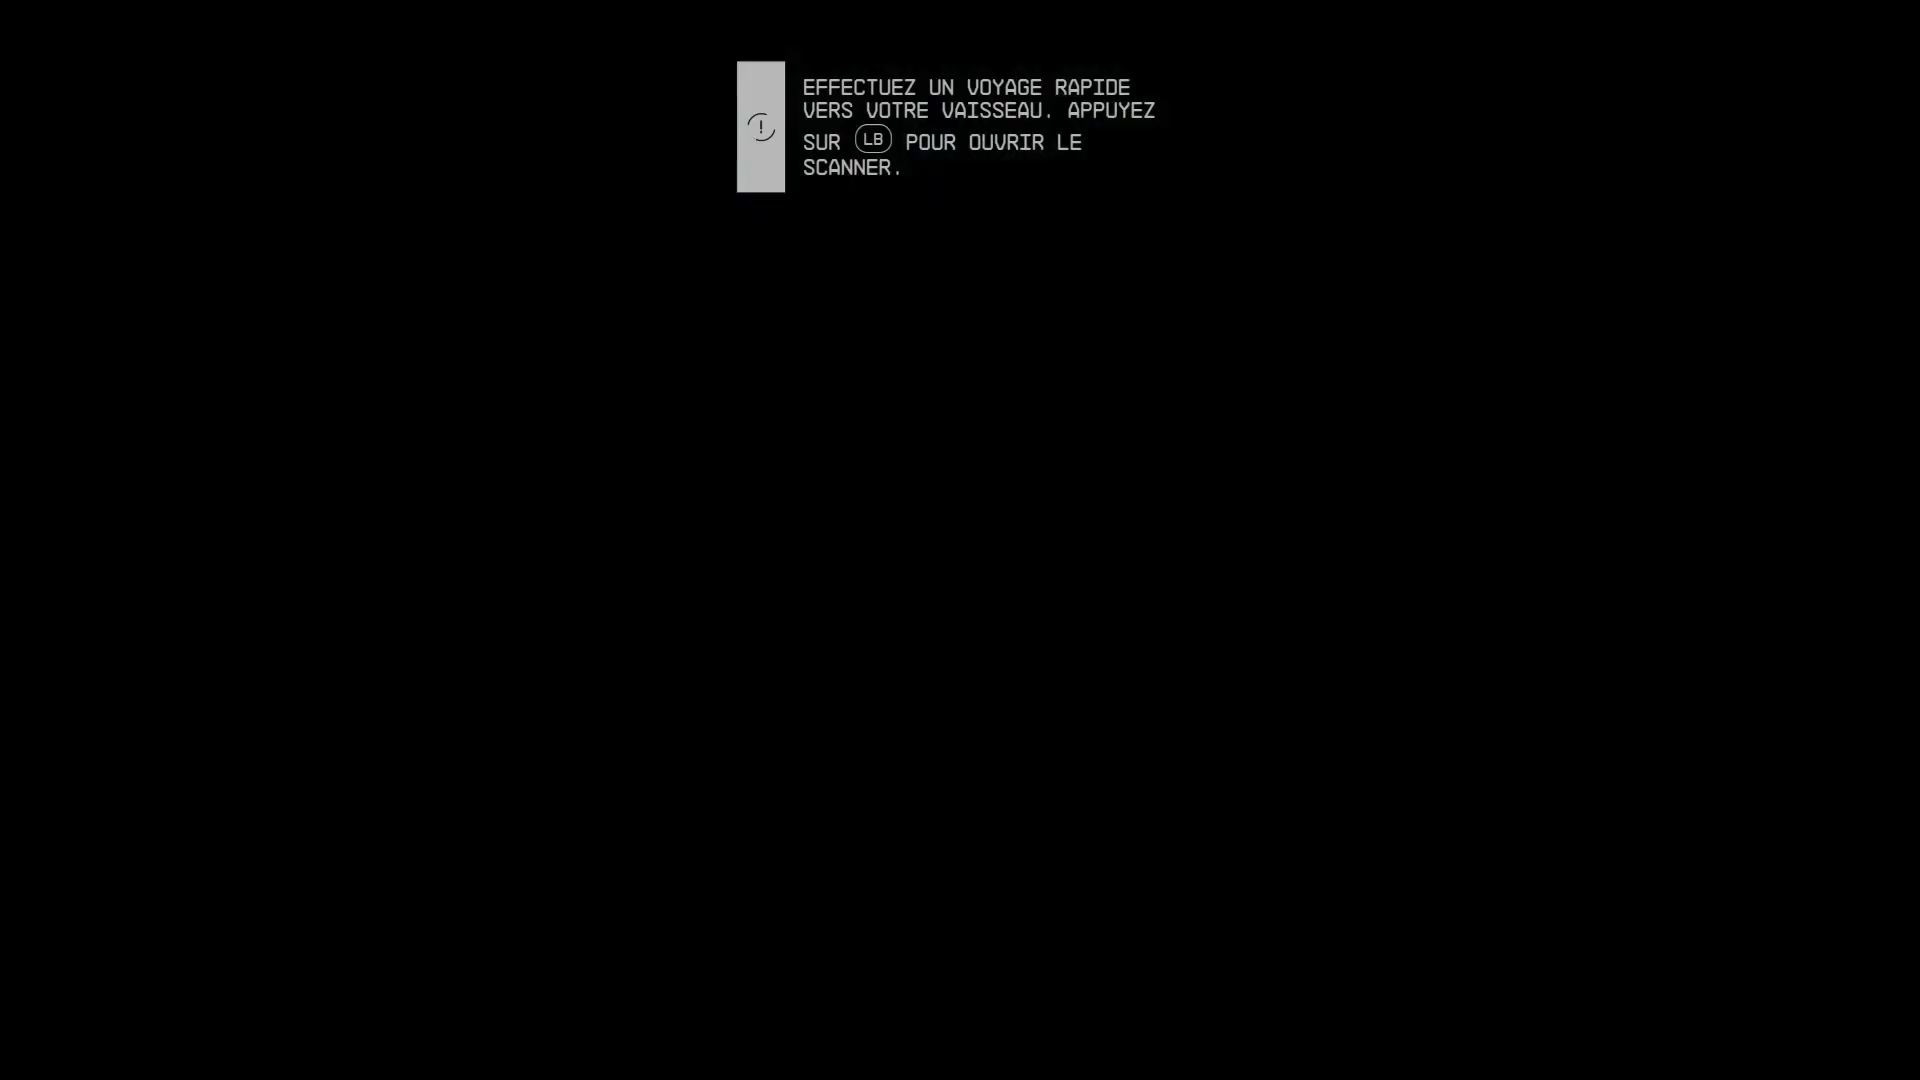 EFFECTUEZ UN VOYAGE RAPIDE
VERS VOTRE VAISSEAU. APPUYEZ
SUR LB POUR OUVRIR LE
SCANNER.